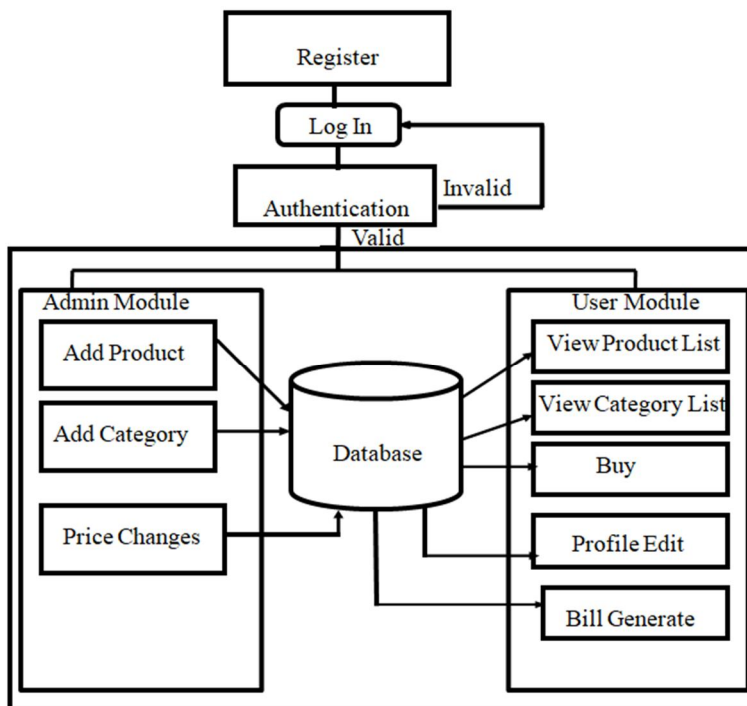 Register
Log In
Authentication
Invalid
Valid
Admin Module
Add Product
Add Category
Price Changes
Database
User Module
View Product List
View Category List
Buy
Profile Edit
Bill Generate